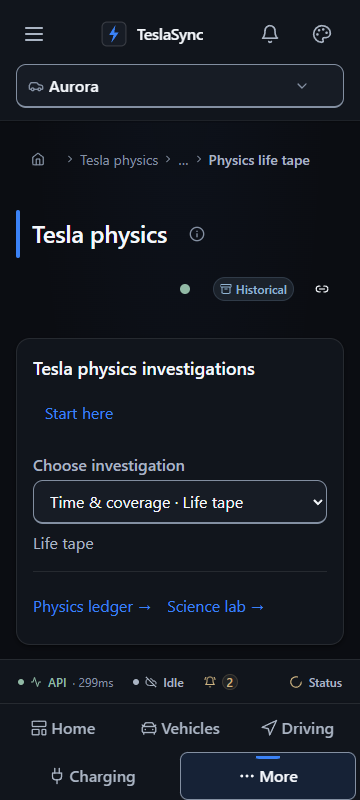 TeslaSync
Aurora
Tesla physics ... Physics life tape
Tesla physics
Historical
Tesla physics investigations
Start here
Choose investigation
Time & coverage · Life tape
Life tape
Physics ledger → Science lab →
API · 299ms Idle 2 Status
Home Vehicles Driving
Charging More